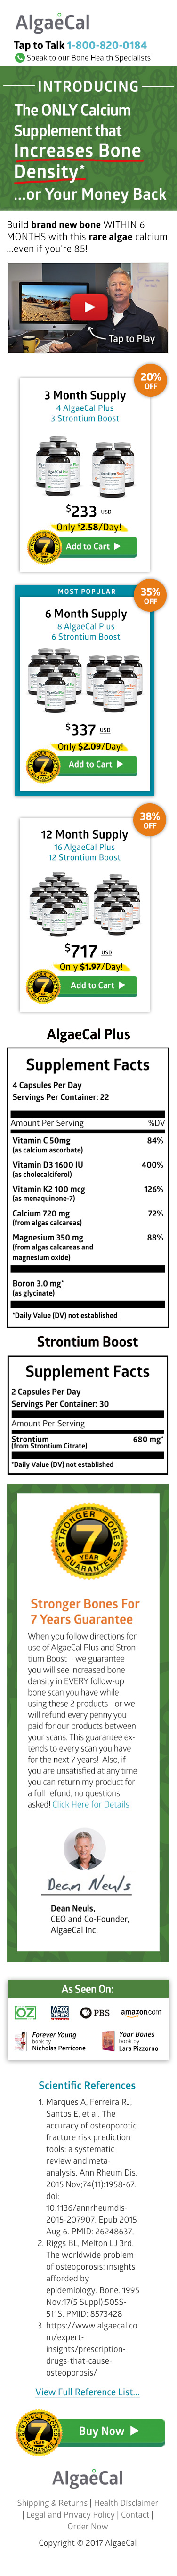 AlgaeCal
Tap to Talk 1-800-820-0184
Speak to our Bone Health Specialists!
INTRODUCING
The ONLY Calcium
Supplement that
Increases Bone
Density*
...or Your Money Back
Build brand new bone WITHIN 6
MONTHS with this rare algae calcium
...even if you're 85!
Tap to Play
20%
OFF
3 Month Supply
4 AlgaeCal Plus
3 Strontium Boost
$233 USD
Only $2.58/Day!
7
Add to Cart
MOST POPULAR
35%
OFF
6 Month Supply
8 AlgaeCal Plus
6 Strontium Boost
$337 USD
Only $2.09/Day!
7
Add to Cart
38%
OFF
12 Month Supply
16 AlgaeCal Plus
12 Strontium Boost
$717 USD
Only $1.97/Day!
7
Add to Cart
AlgaeCal Plus
Supplement Facts
4 Capsules Per Day
Servings Per Container: 22
Amount Per Serving %DV
Vitamin C 50mg 84%
(as calcium ascorbate)
Vitamin D3 1600 IU 400%
(as cholecalciferol)
Vitamin K2 100 mcg 126%
(as menaquinone-7)
Calcium 720 mg 72%
(from algas calcareas)
Magnesium 350 mg 88%
(from algas calcareas and
magnesium oxide)
Boron 3.0 mg*
(as glycinate)
*Daily Value (DV) not established
Strontium Boost
Supplement Facts
2 Capsules Per Day
Servings Per Container: 30
Amount Per Serving
Strontium 680 mg*
(from Strontium Citrate)
*Daily Value (DV) not established
STRONGER BONES
7
YEAR
GUARANTEE
Stronger Bones For
7 Years Guarantee
When you follow directions for
use of AlgaeCal Plus and Stron-
tium Boost – we guarantee
you will see increased bone
density in EVERY follow-up
bone scan you have while
using these 2 products - or we
will refund every penny you
paid for our products between
your scans. This guarantee ex-
tends to every scan you have
for the next 7 years! Also, if
you are unsatisfied at any time
you can return my product for
a full refund, no questions
asked! Click Here for Details
Dean Neuls
Dean Neuls,
CEO and Co-Founder,
AlgaeCal Inc.
As Seen On:
OZ
FOX
NEWS
PBS
amazon.com
Forever Young
book by
Nicholas Perricone
Your Bones
book by
Lara Pizzorno
Scientific References
1. Marques A, Ferreira RJ,
Santos E, et al. The
accuracy of osteoporotic
fracture risk prediction
tools: a systematic
review and meta-
analysis. Ann Rheum Dis.
2015 Nov;74(11):1958-67.
doi:
10.1136/annrheumdis-
2015-207907. Epub 2015
Aug 6. PMID: 26248637,
2. Riggs BL, Melton LJ 3rd.
The worldwide problem
of osteoporosis: insights
afforded by
epidemiology. Bone. 1995
Nov;17(5 Suppl):505S-
511S. PMID: 8573428
3. https://www.algaecal.co
m/expert-
insights/prescription-
drugs-that-cause-
osteoporosis/
View Full Reference List...
7
Buy Now
AlgaeCal
Shipping & Returns | Health Disclaimer
| Legal and Privacy Policy | Contact |
Order Now
Copyright © 2017 AlgaeCal